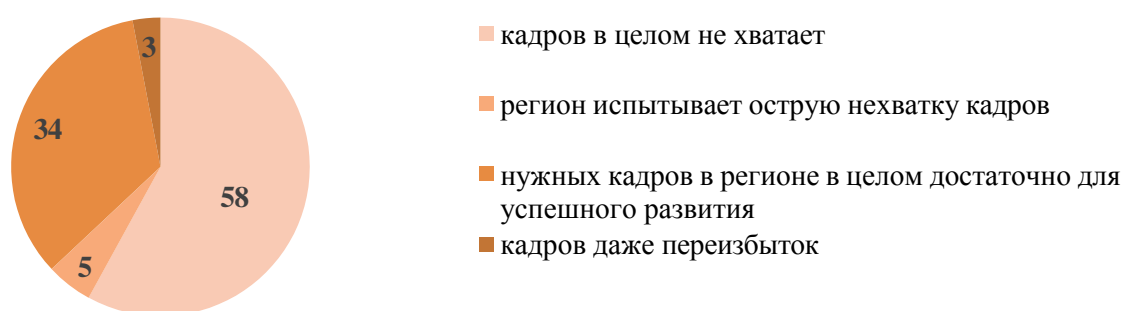 3
34
58
5
кадров в целом не хватает
регион испытывает острую нехватку кадров
нужных кадров в регионе в целом достаточно для
успешного развития
кадров даже переизбыток